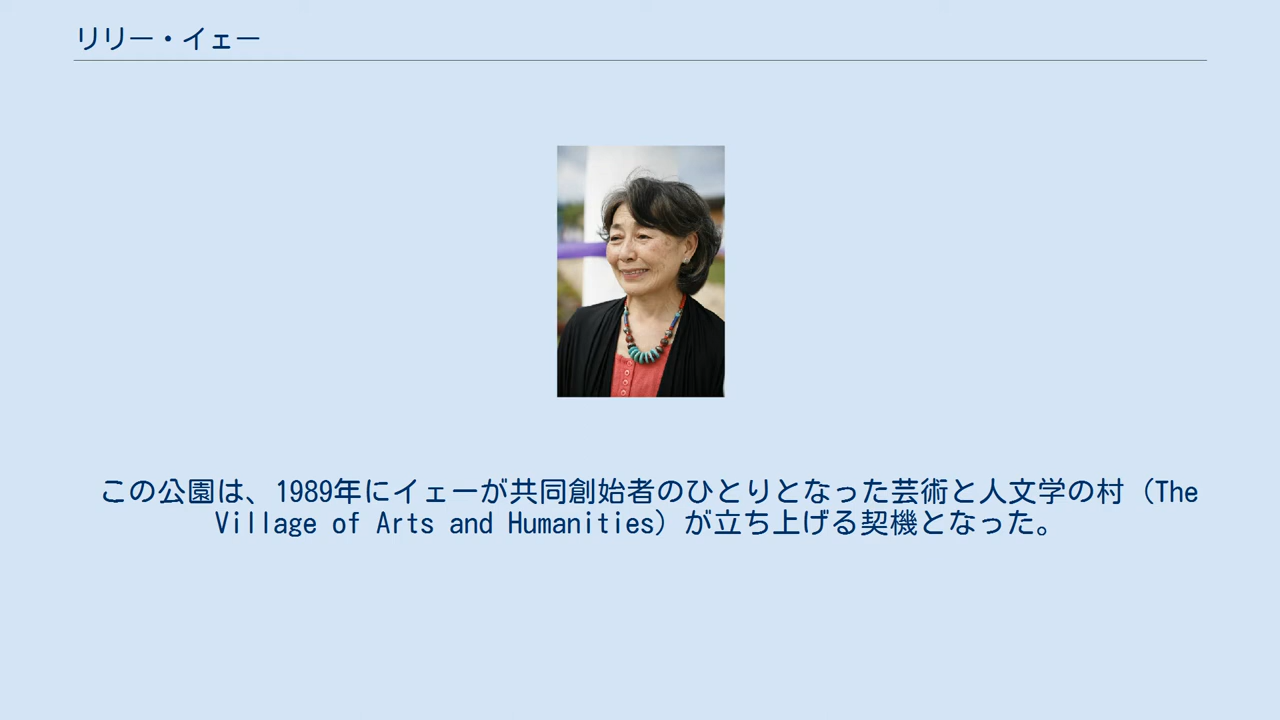 リリー・イェー
この公園は、1989年にイェーが共同創始者のひとりとなった芸術と人文学の村（The
Village of Arts and Humanities）が立ち上げる契機となった。